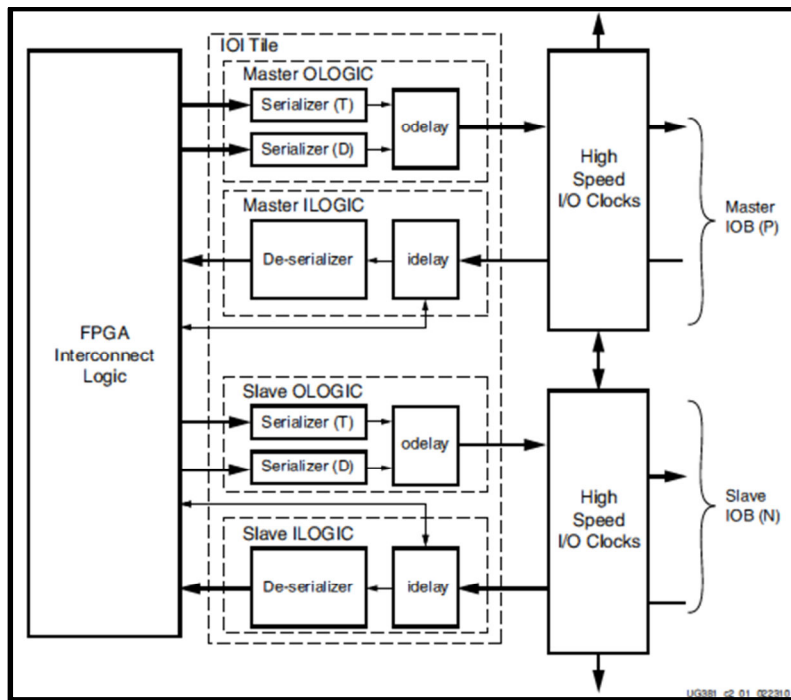 IOI Tile
Master OLOGIC
Serializer (T)
Serializer (D)
odelay
Master ILOGIC
De-serializer
idelay
High
Speed
I/O Clocks
Master
IOB (P)
FPGA
Interconnect
Logic
Slave OLOGIC
Serializer (T)
Serializer (D)
odelay
Slave ILOGIC
De-serializer
idelay
High
Speed
I/O Clocks
Slave
IOB (N)
UG381_c2_01_022310